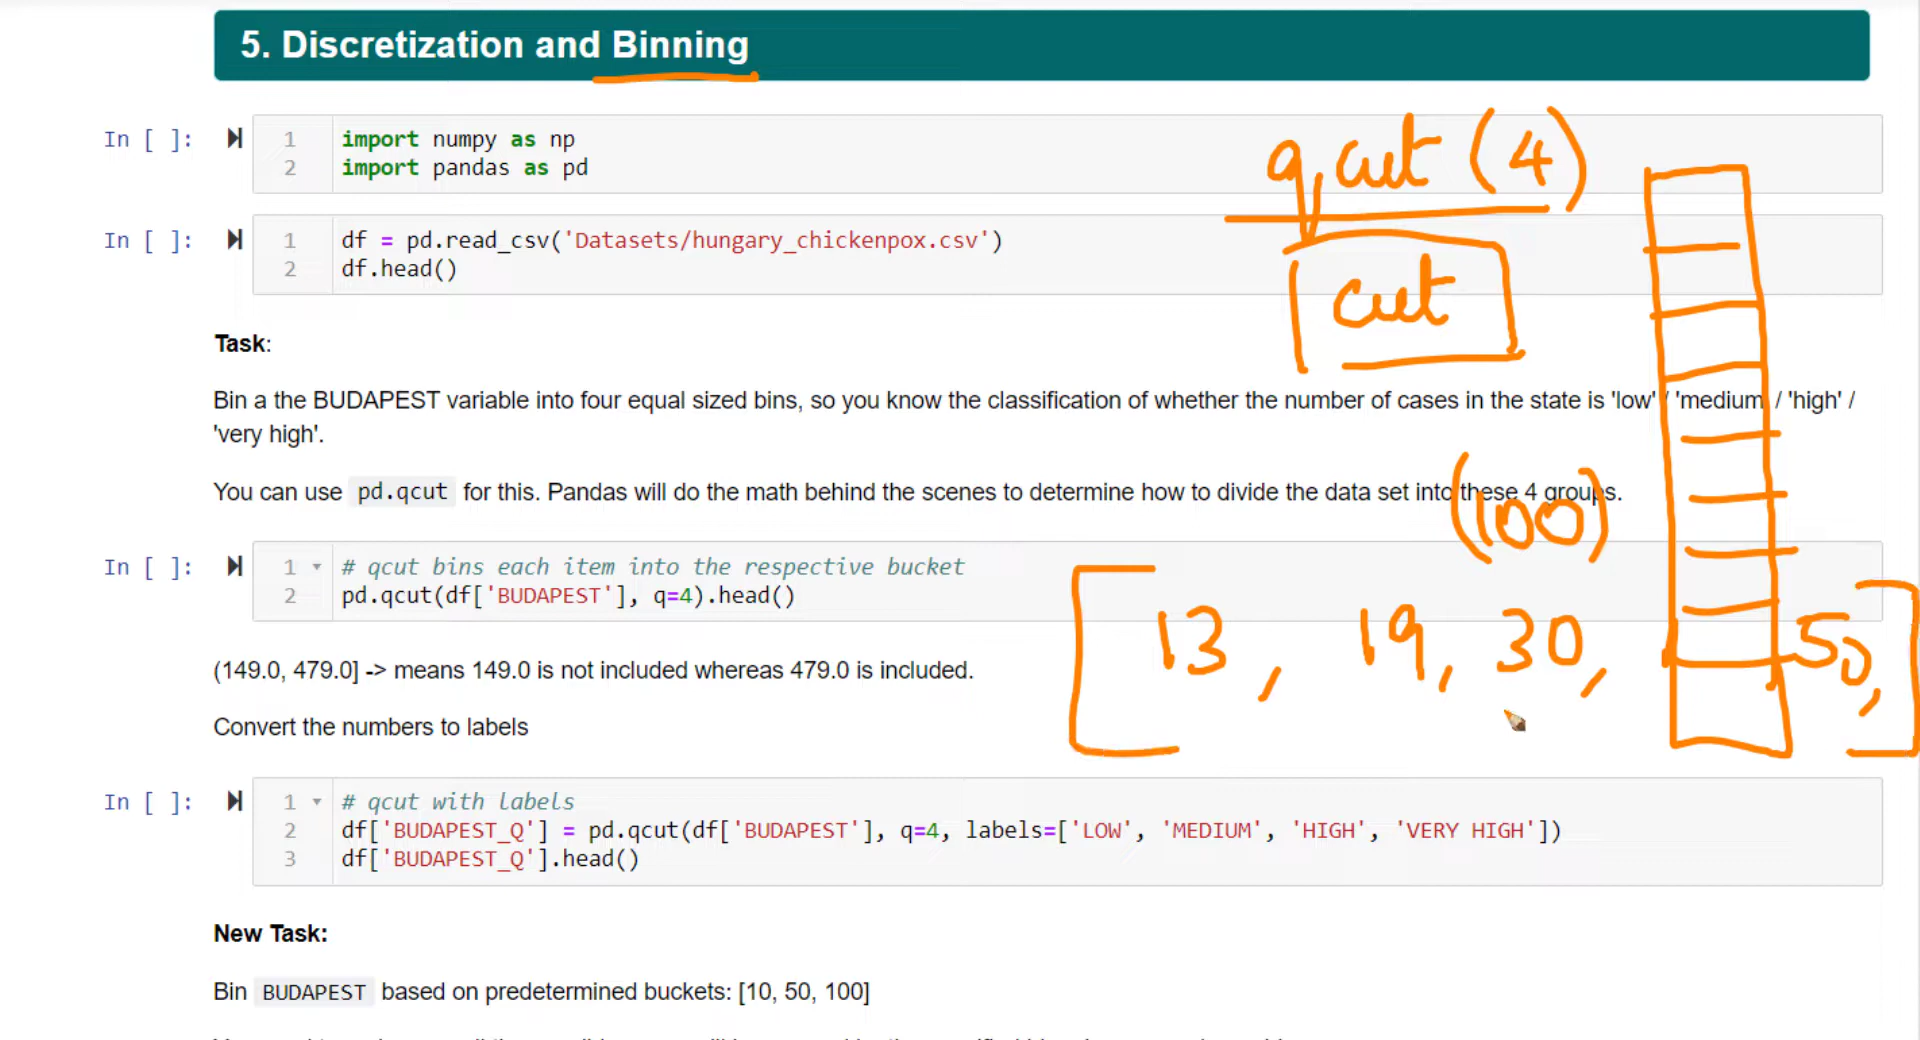 5. Discretization and Binning
In [ ]:
1 import numpy as np
2 import pandas as pd
q cut (4)
In [ ]:
1 df = pd.read_csv('Datasets/hungary_chickenpox.csv')
2 df.head()
cut
Task:
Bin a the BUDAPEST variable into four equal sized bins, so you know the classification of whether the number of cases in the state is 'low' / 'medium' / 'high' /
'very high'.
You can use pd.qcut for this. Pandas will do the math behind the scenes to determine how to divide the data set into these 4 groups.
(100)
In [ ]:
1 # qcut bins each item into the respective bucket
2 pd.qcut(df['BUDAPEST'], q=4).head()
[ 13, 19, 30, 50, ]
(149.0, 479.0] -> means 149.0 is not included whereas 479.0 is included.
Convert the numbers to labels
In [ ]:
1 # qcut with labels
2 df['BUDAPEST_Q'] = pd.qcut(df['BUDAPEST'], q=4, labels=['LOW', 'MEDIUM', 'HIGH', 'VERY HIGH'])
3 df['BUDAPEST_Q'].head()
New Task:
Bin BUDAPEST based on predetermined buckets: [10, 50, 100]